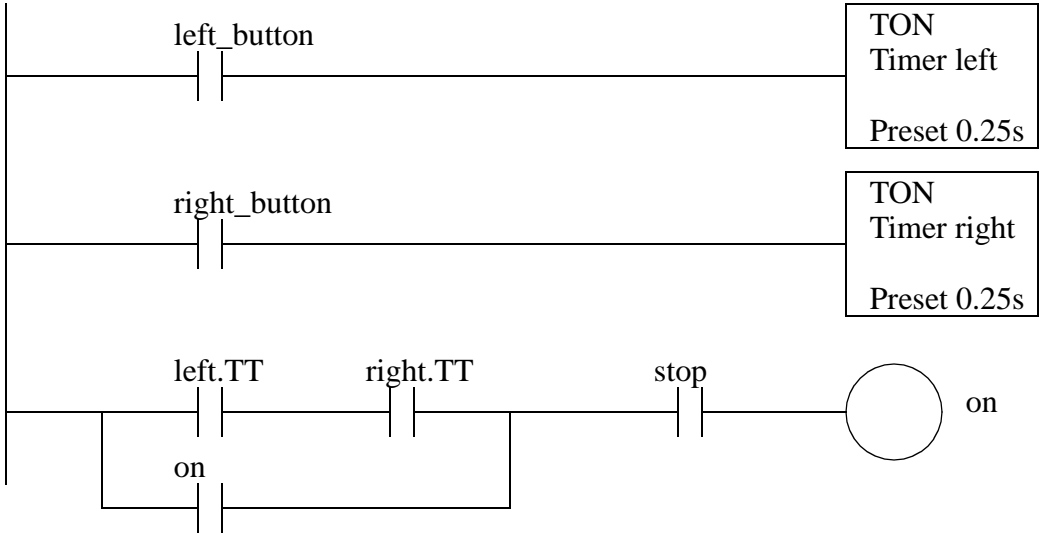 left_button
TON
Timer left
Preset 0.25s
right_button
TON
Timer right
Preset 0.25s
left.TT
right.TT
stop
on
on